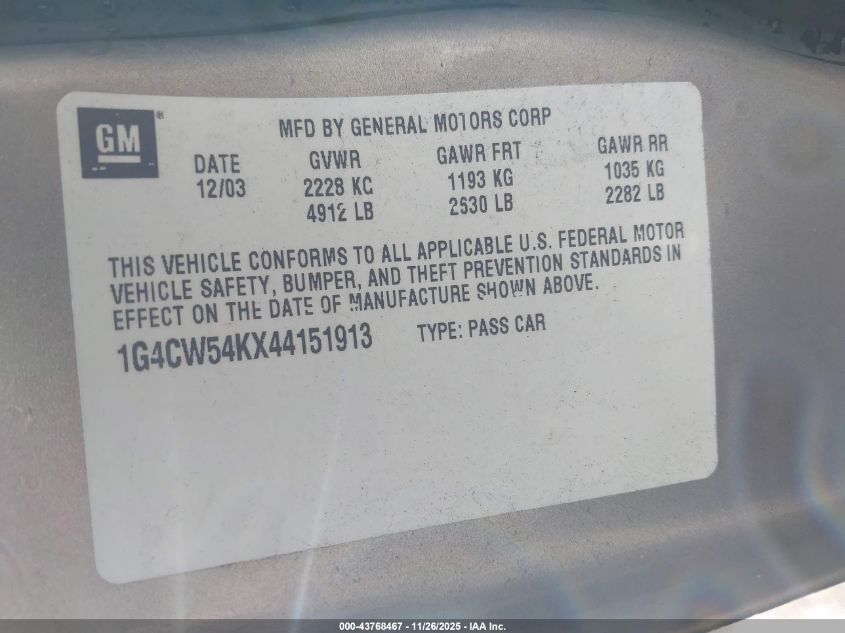 GM®
MFD BY GENERAL MOTORS CORP
DATE GVWR GAWR FRT GAWR RR
12/03 2228 KG 1193 KG 1035 KG
4912 LB 2630 LB 2282 LB
THIS VEHICLE CONFORMS TO ALL APPLICABLE U.S. FEDERAL MOTOR
VEHICLE SAFETY, BUMPER, AND THEFT PREVENTION STANDARDS IN
EFFECT ON THE DATE OF MANUFACTURE SHOWN ABOVE.
1G4CW54KX44151913 TYPE: PASS CAR
000-43768467 - 11/26/2025 - IAA Inc.